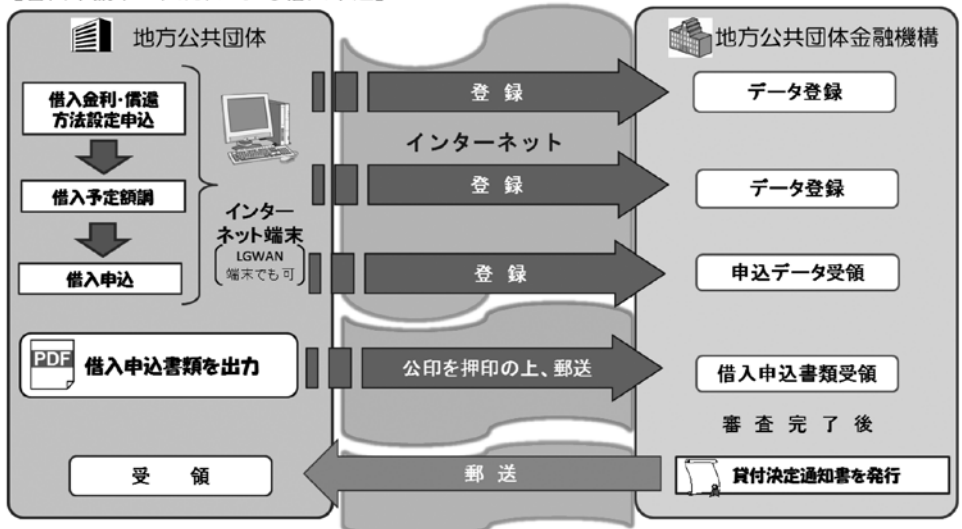 地方公共団体
地方公共団体金融機構
借入金利・償還
方法設定申込
登録
データ登録
インターネット
借入予定額調
登録
データ登録
インター
ネット端末
LGWAN
端末でも可
借入申込
登録
申込データ受領
PDF
借入申込書類を出力
公印を押印の上、郵送
借入申込書類受領
審査完了後
受領
郵送
貸付決定通知書を発行